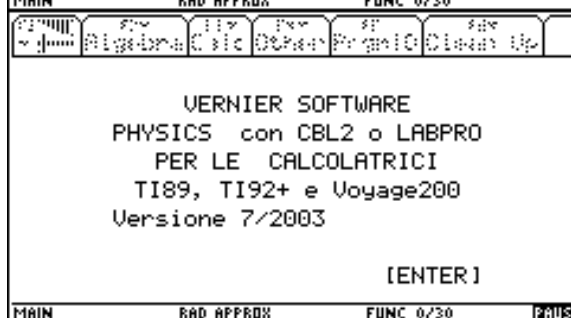 MAIN RAD APPROX FUNC 0/30
Algebra Calc Other PrgmIO Clean Up
VERNIER SOFTWARE
PHYSICS con CBL2 o LABPRO
PER LE CALCOLATRICI
TI89, TI92+ e Voyage200
Versione 7/2003
[ENTER]
MAIN RAD APPROX FUNC 0/30